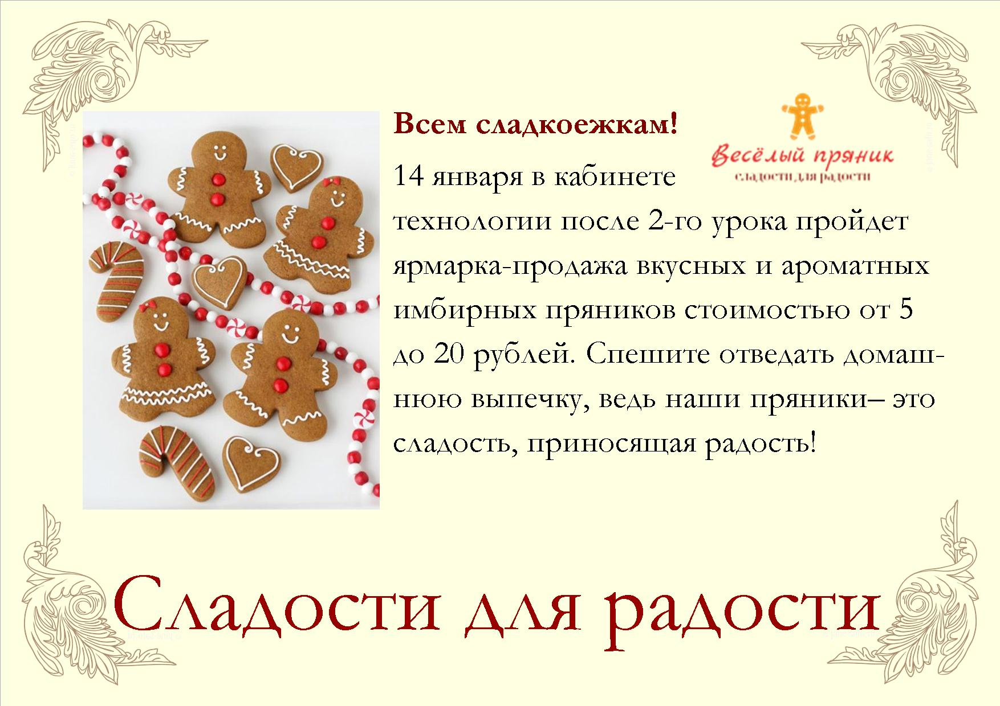 Всем сладкоежкам!
Весёлый пряник
сладости для радости
14 января в кабинете
технологии после 2-го урока пройдет
ярмарка-продажа вкусных и ароматных
имбирных пряников стоимостью от 5
до 20 рублей. Спешите отведать домаш-
нюю выпечку, ведь наши пряники– это
сладость, приносящая радость!
Сладости для радости